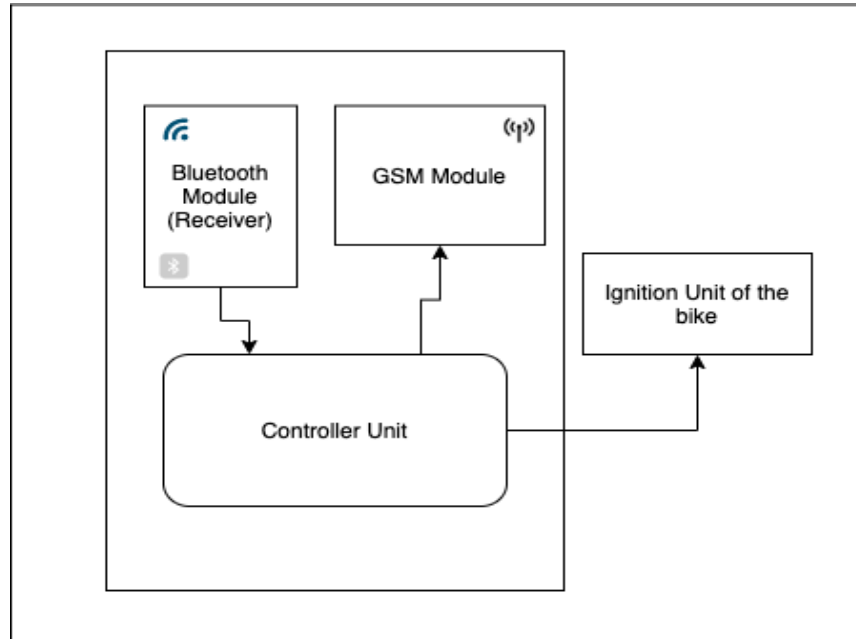 Bluetooth
Module
(Receiver)
GSM Module
Ignition Unit of the
bike
Controller Unit